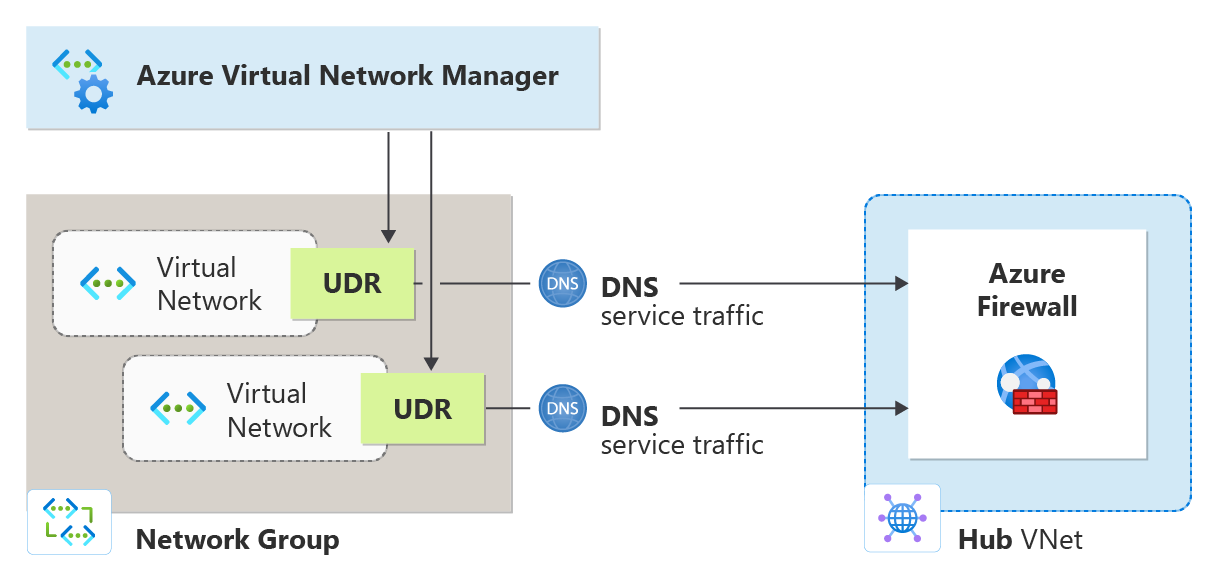 Azure Virtual Network Manager
Virtual
Network
UDR
DNS
DNS
service traffic
Azure
Firewall
Virtual
Network
UDR
DNS
DNS
service traffic
Network Group
Hub VNet